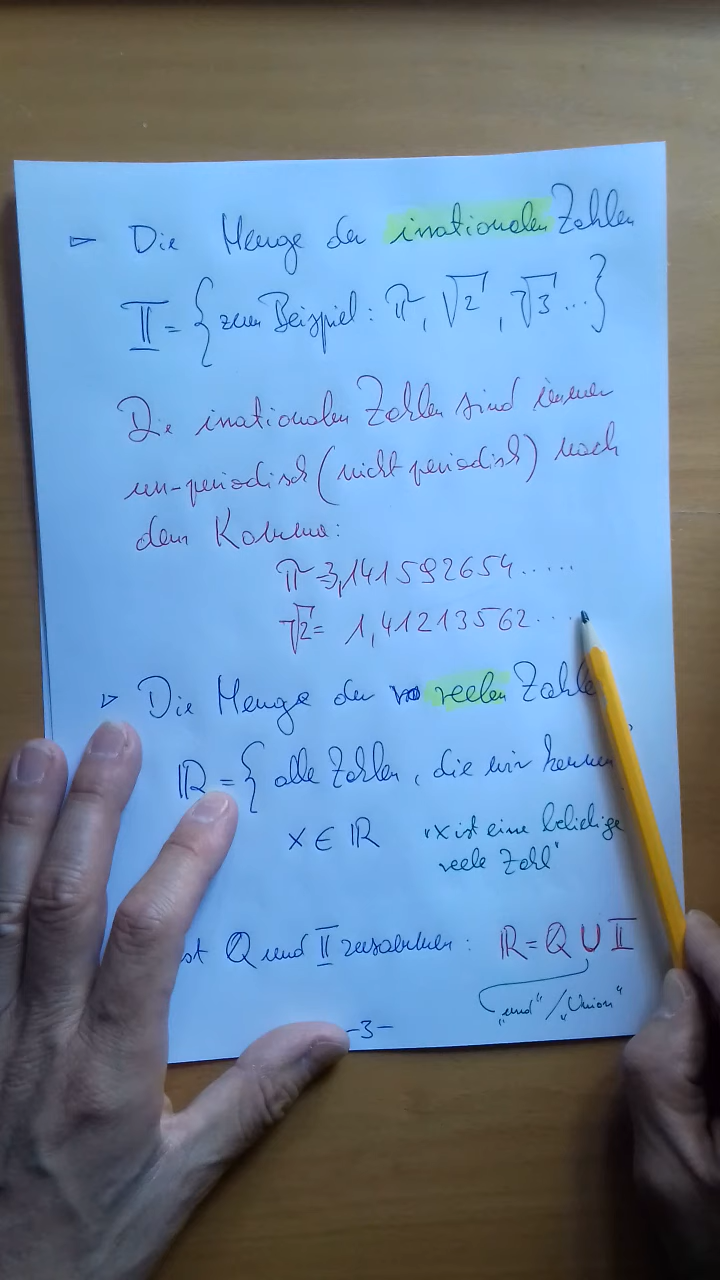 ▻ Die Menge der irrationalen Zahlen
𝕀 = { zum Beispiel: π, √2, √3 ... }
Die irrationalen Zahlen sind immer
un-periodisch (nicht periodisch) nach
dem Komma:
π = 3,141592654......
√2 = 1,41213562....
▻ Die Menge der reelen Zahle
ℝ = { alle Zahlen, die wir kennen
x ∈ ℝ „x ist eine beliebige
reele Zahl"
st ℚ und 𝕀 zusammen: ℝ = ℚ ∪ 𝕀
„und" / „Union"
-3-